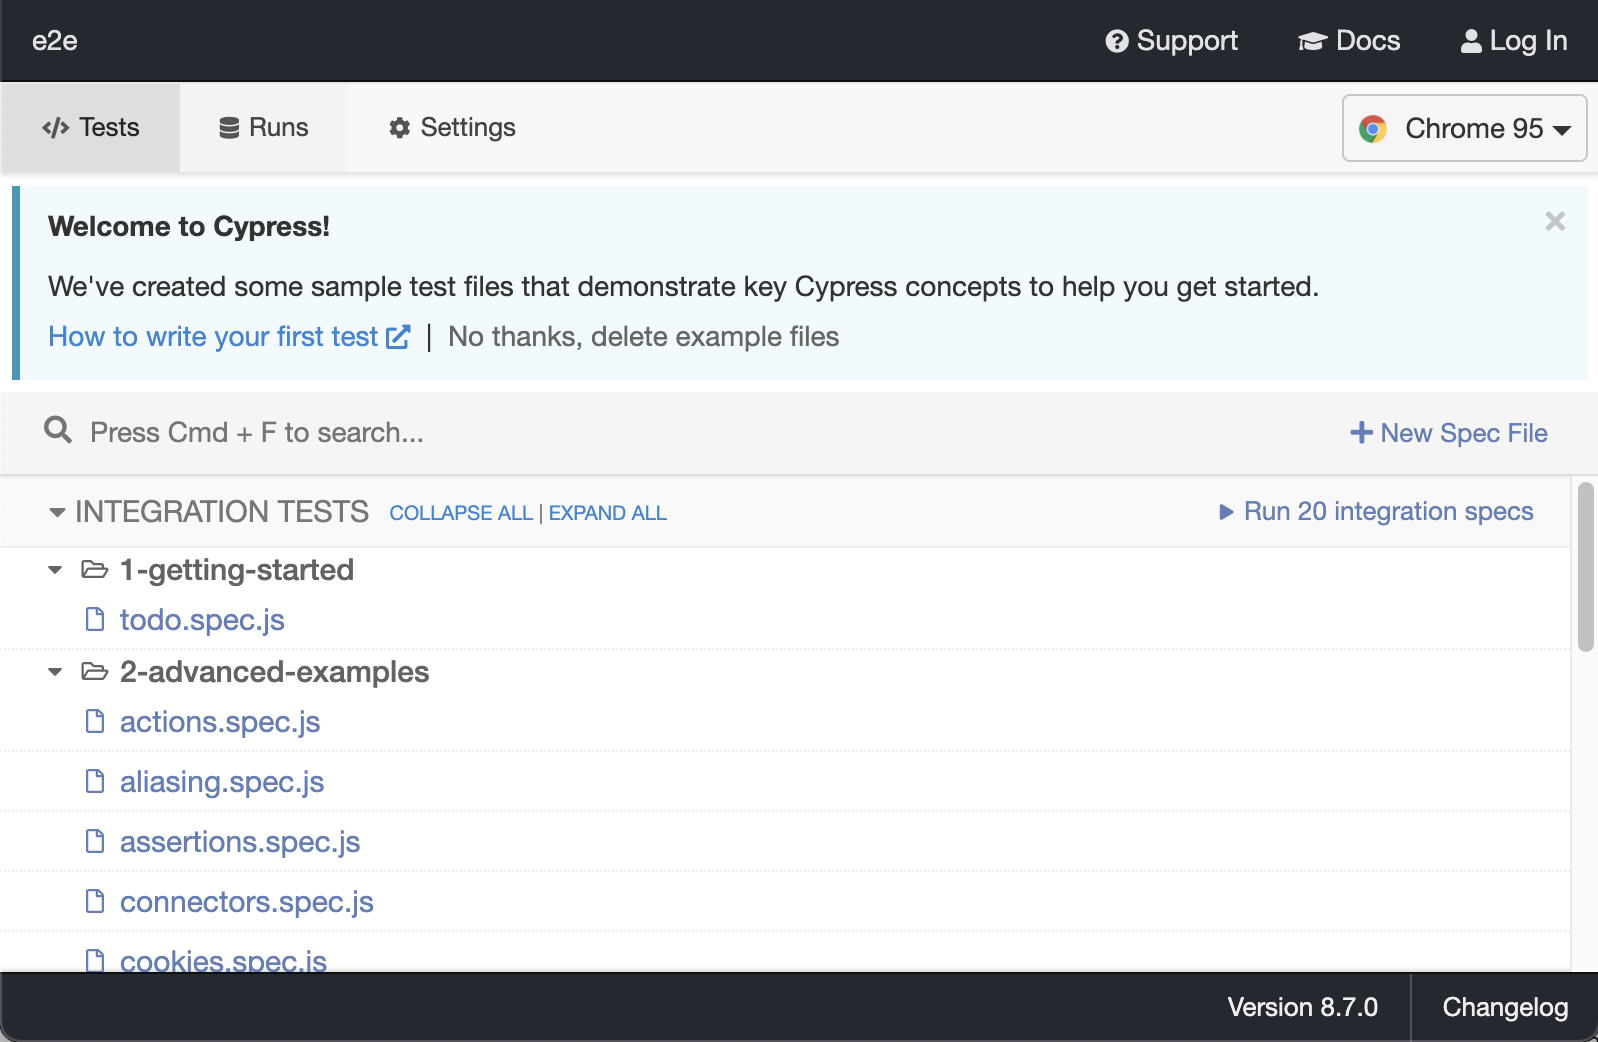 e2e Support Docs Log In
Tests Runs Settings Chrome 95
Welcome to Cypress!
We've created some sample test files that demonstrate key Cypress concepts to help you get started.
How to write your first test | No thanks, delete example files
Press Cmd + F to search... New Spec File
INTEGRATION TESTS COLLAPSE ALL | EXPAND ALL Run 20 integration specs
1-getting-started
todo.spec.js
2-advanced-examples
actions.spec.js
aliasing.spec.js
assertions.spec.js
connectors.spec.js
cookies.spec.js
Version 8.7.0 Changelog